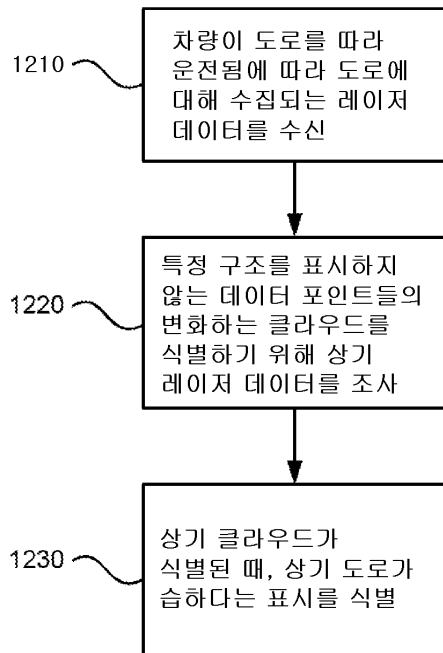 1210
차량이 도로를 따라
운전됨에 따라 도로에
대해 수집되는 레이저
데이터를 수신
1220
특정 구조를 표시하지
않는 데이터 포인트들의
변화하는 클라우드를
식별하기 위해 상기
레이저 데이터를 조사
1230
상기 클라우드가
식별된 때, 상기 도로가
습하다는 표시를 식별